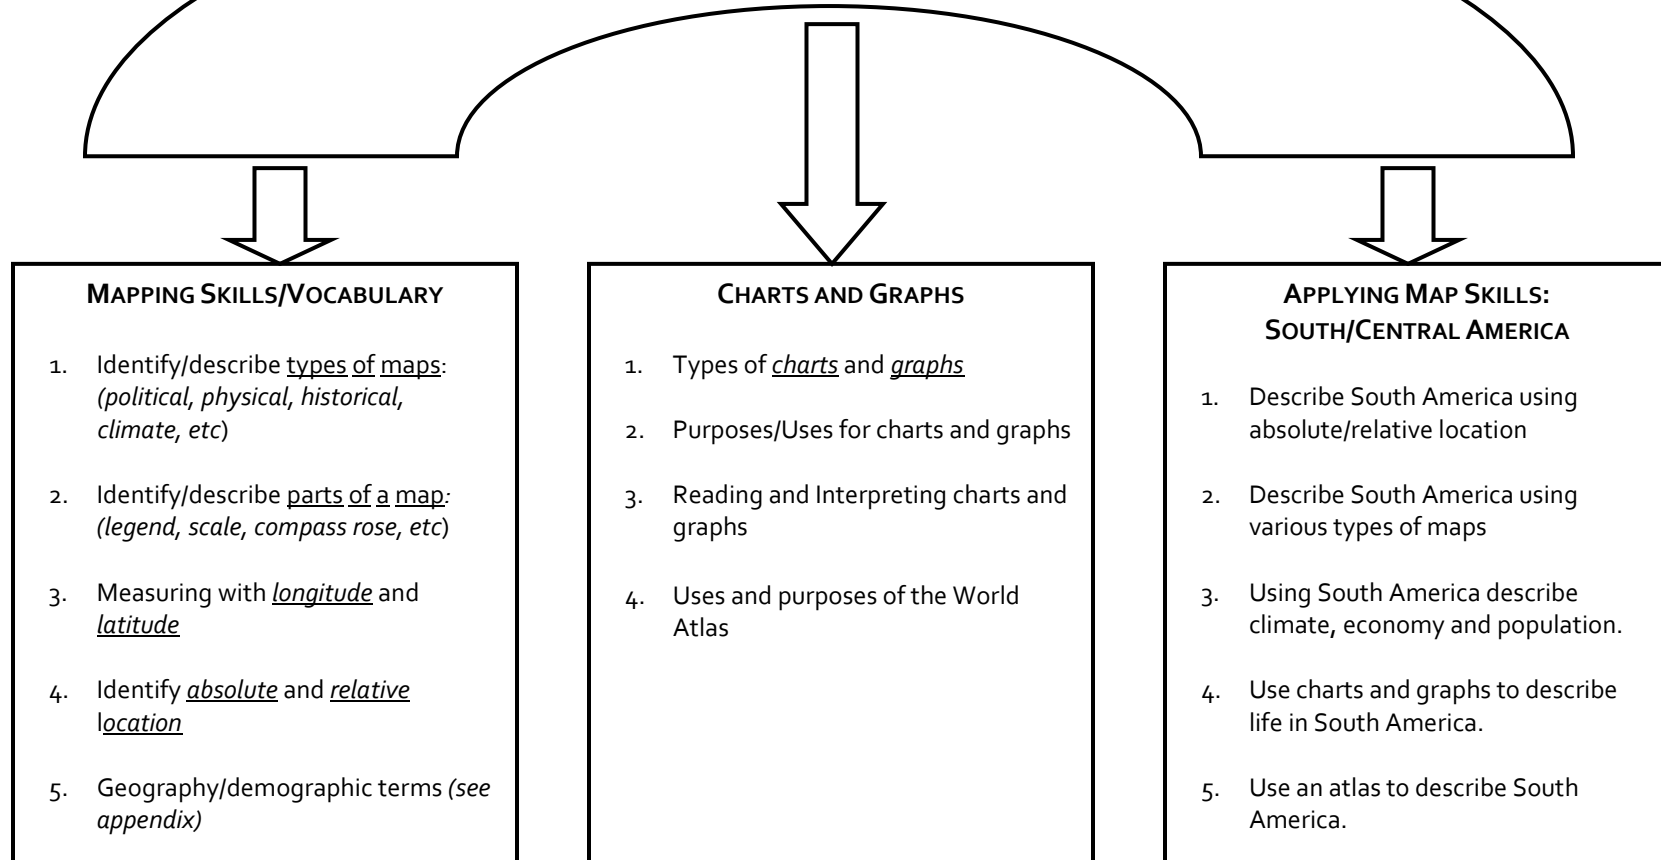 MAPPING SKILLS/VOCABULARY
1. Identify/describe types of maps:
(political, physical, historical,
climate, etc)
2. Identify/describe parts of a map:
(legend, scale, compass rose, etc)
3. Measuring with longitude and
latitude
4. Identify absolute and relative
location
5. Geography/demographic terms (see
appendix)
CHARTS AND GRAPHS
1. Types of charts and graphs
2. Purposes/Uses for charts and graphs
3. Reading and Interpreting charts and
graphs
4. Uses and purposes of the World
Atlas
APPLYING MAP SKILLS:
SOUTH/CENTRAL AMERICA
1. Describe South America using
absolute/relative location
2. Describe South America using
various types of maps
3. Using South America describe
climate, economy and population.
4. Use charts and graphs to describe
life in South America.
5. Use an atlas to describe South
America.